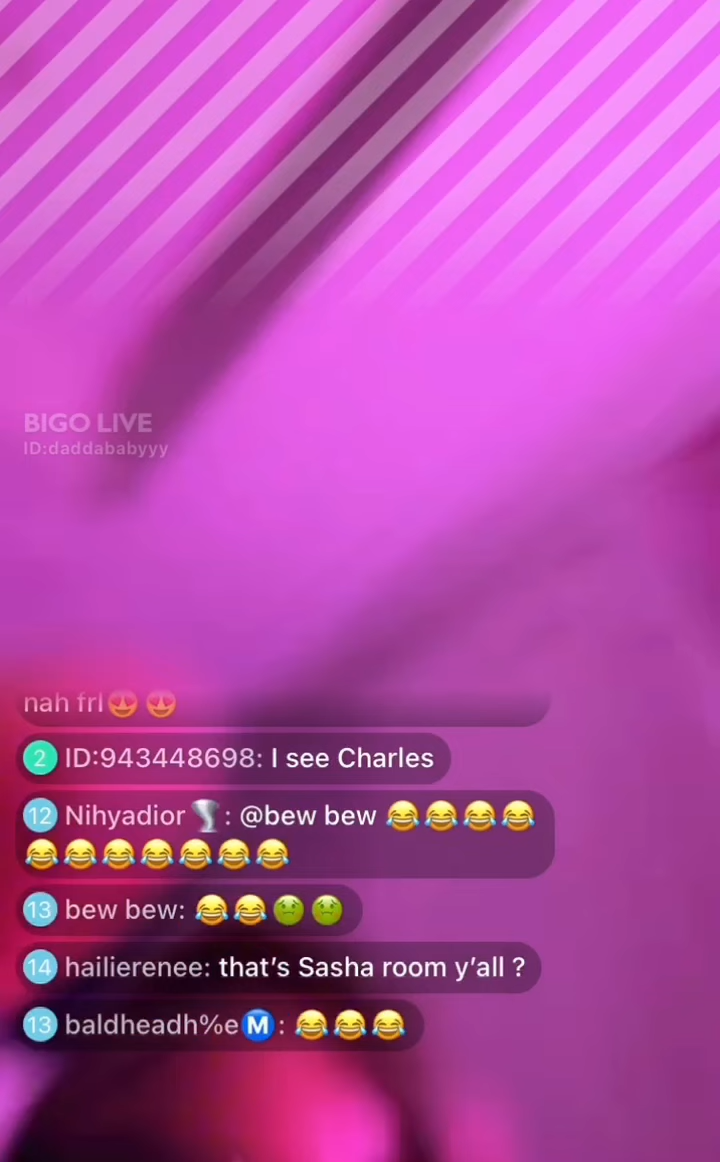 BIGO LIVE
ID:daddababyyy
nah frl😍 😍
2 ID:943448698: I see Charles
12 Nihyadior🌪️: @bew bew 😂😂😂😂
😂😂😂😂😂😂😂
13 bew bew: 😂😂🤢🤢
14 hailierenee: that’s Sasha room y’all ?
13 baldheadh%eⓂ️: 😂😂😂